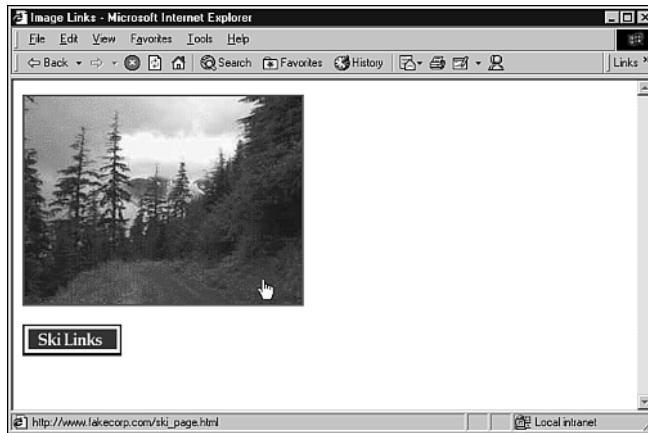 Image Links - Microsoft Internet Explorer
File Edit View Favorites Tools Help
Back Search Favorites History Links
Ski Links
http://www.fakecorp.com/ski_page.html Local intranet